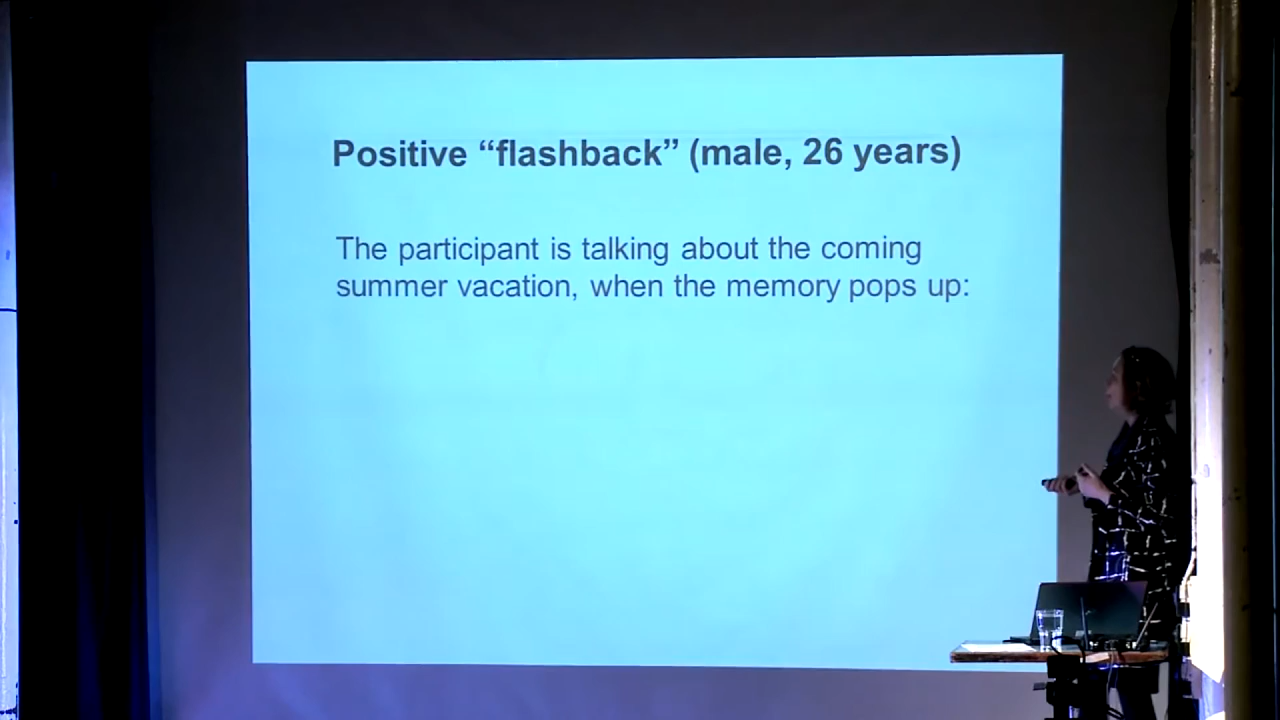 Positive “flashback” (male, 26 years)
The participant is talking about the coming
summer vacation, when the memory pops up: